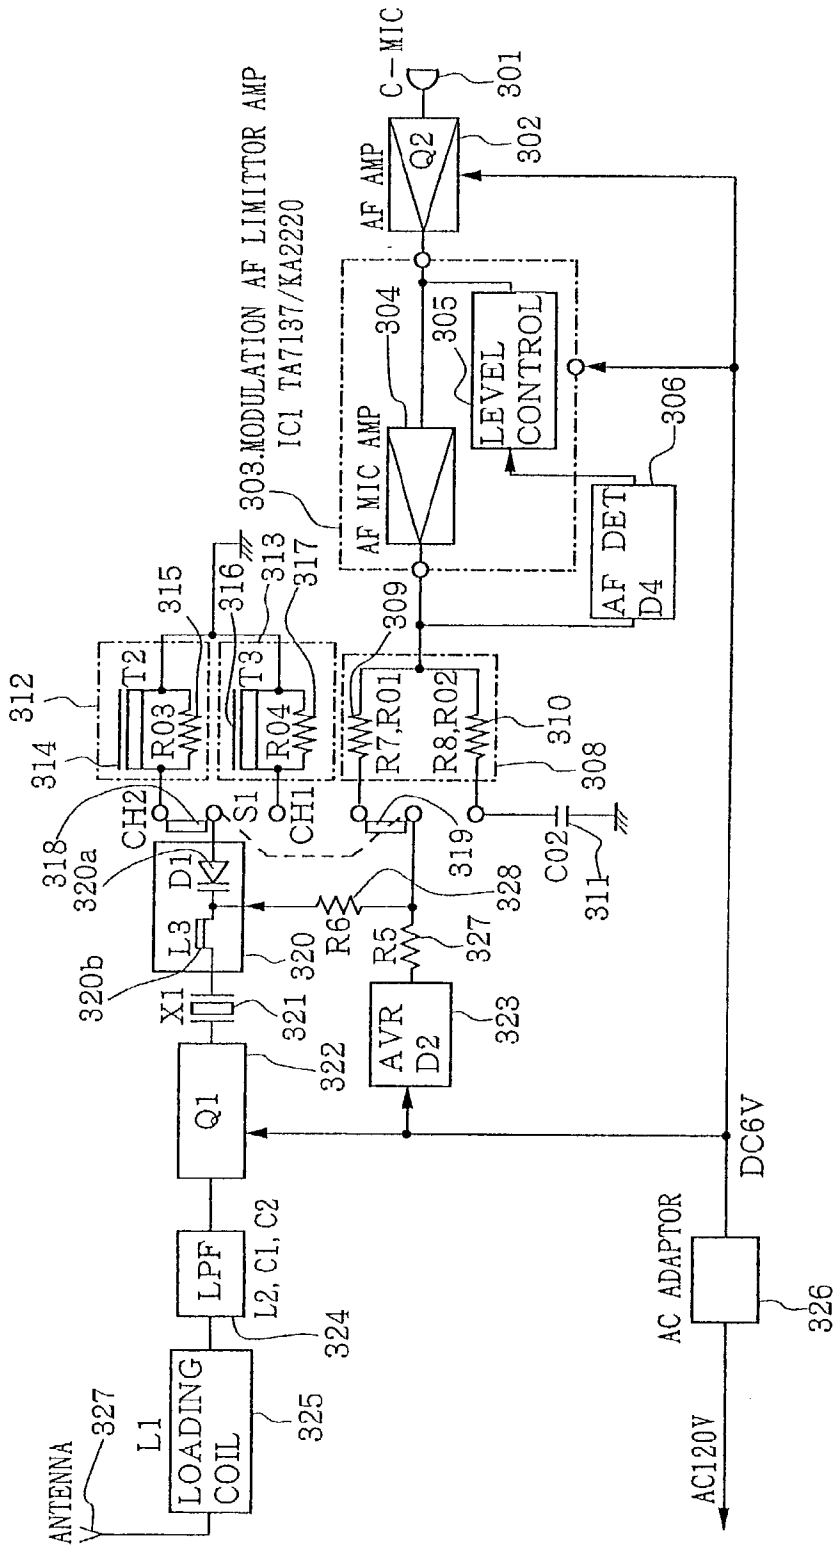 ANTENNA
327
L1
LOADING
COIL
325
LPF
L2, C1, C2
324
Q1
322
X1
321
320b
L3
320
D1
320a
318
CH2
S1
CH1
314
312
R03
T2
315
R04
T3
316
313
317
303.MODULATION AF LIMITTOR AMP
IC1 TA7137/KA2220
R7,R01
309
R8,R02
310
308
319
C02
311
R6
328
R5
327
AVR
D2
323
AF MIC AMP
304
305
LEVEL
CONTROL
AF DET
D4
306
AF AMP
Q2
302
C-MIC
301
DC6V
AC ADAPTOR
326
AC120V